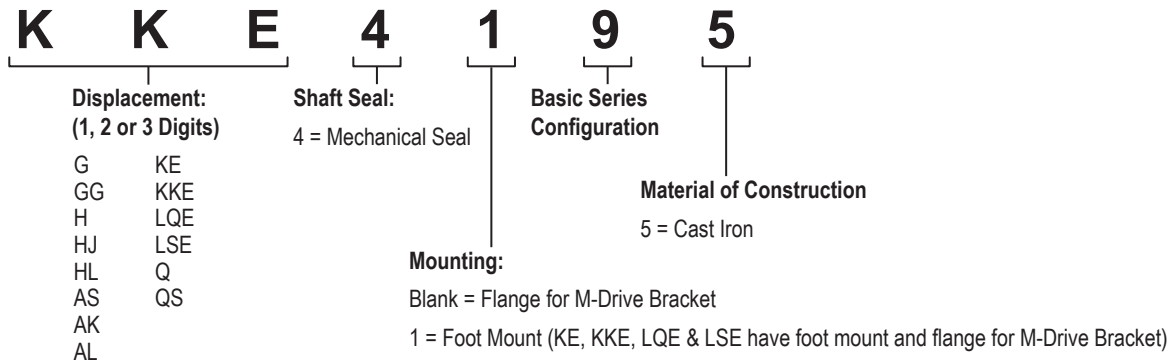 K K E 4 1 9 5
Displacement:
(1, 2 or 3 Digits)
G KE
GG KKE
H LQE
HJ LSE
HL Q
AS QS
AK
AL
Shaft Seal:
4 = Mechanical Seal
Mounting:
Blank = Flange for M-Drive Bracket
1 = Foot Mount (KE, KKE, LQE & LSE have foot mount and flange for M-Drive Bracket)
Basic Series
Configuration
Material of Construction
5 = Cast Iron